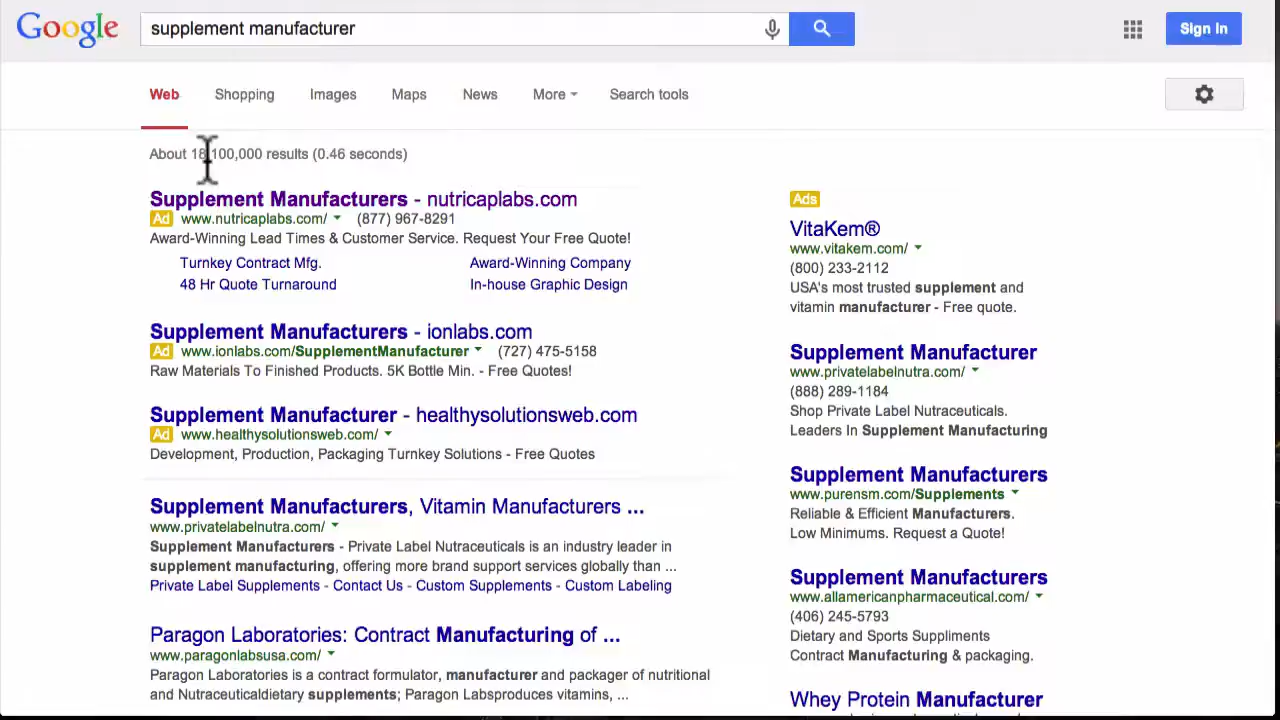 Google
supplement manufacturer
Sign in
Web
Shopping
Images
Maps
News
More
Search tools
About 18,100,000 results (0.46 seconds)
Supplement Manufacturers - nutricaplabs.com
Ad www.nutricaplabs.com/ (877) 967-8291
Award-Winning Lead Times & Customer Service. Request Your Free Quote!
Turnkey Contract Mfg.
Award-Winning Company
48 Hr Quote Turnaround
In-house Graphic Design
Supplement Manufacturers - ionlabs.com
Ad www.ionlabs.com/SupplementManufacturer (727) 475-5158
Raw Materials To Finished Products. 5K Bottle Min. - Free Quotes!
Supplement Manufacturer - healthysolutionsweb.com
Ad www.healthysolutionsweb.com/
Development, Production, Packaging Turnkey Solutions - Free Quotes
Supplement Manufacturers, Vitamin Manufacturers ...
www.privatelabelnutra.com/
Supplement Manufacturers - Private Label Nutraceuticals is an industry leader in
supplement manufacturing, offering more brand support services globally than ...
Private Label Supplements - Contact Us - Custom Supplements - Custom Labeling
Paragon Laboratories: Contract Manufacturing of ...
www.paragonlabsusa.com/
Paragon Laboratories is a contract formulator, manufacturer and packager of nutritional
and Nutraceuticaldietary supplements; Paragon Labsproduces vitamins, ...
Ads
VitaKem®
www.vitakem.com/
(800) 233-2112
USA's most trusted supplement and
vitamin manufacturer - Free quote.
Supplement Manufacturer
www.privatelabelnutra.com/
(888) 289-1184
Shop Private Label Nutraceuticals.
Leaders In Supplement Manufacturing
Supplement Manufacturers
www.purensm.com/Supplements
Reliable & Efficient Manufacturers.
Low Minimums. Request a Quote!
Supplement Manufacturers
www.allamericanpharmaceutical.com/
(406) 245-5793
Dietary and Sports Suppliments
Contract Manufacturing & packaging.
Whey Protein Manufacturer